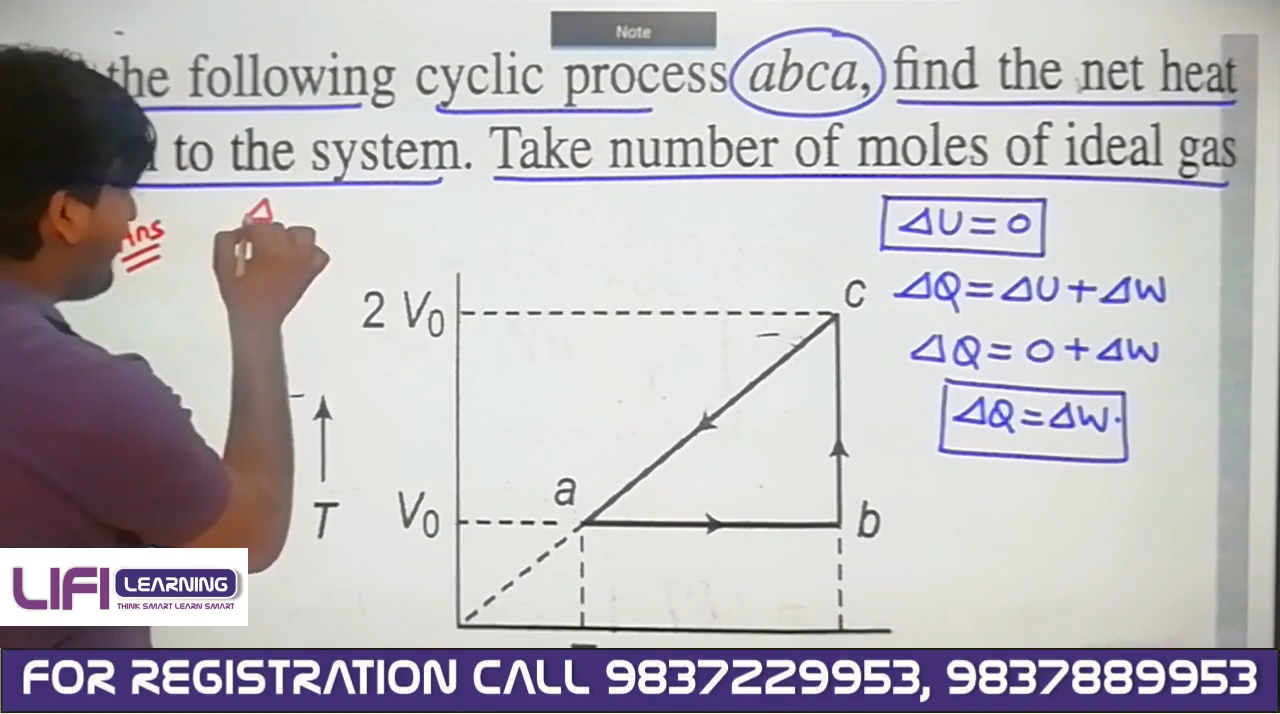 Note
the following cyclic process abca, find the net heat
to the system. Take number of moles of ideal gas
Ans
Δ
ΔU = 0
ΔQ = ΔU + ΔW
ΔQ = 0 + ΔW
ΔQ = ΔW.
2 V₀
c
a
V₀
b
T
LIFI LEARNING
THINK SMART LEARN SMART
FOR REGISTRATION CALL 9837229953, 9837889953